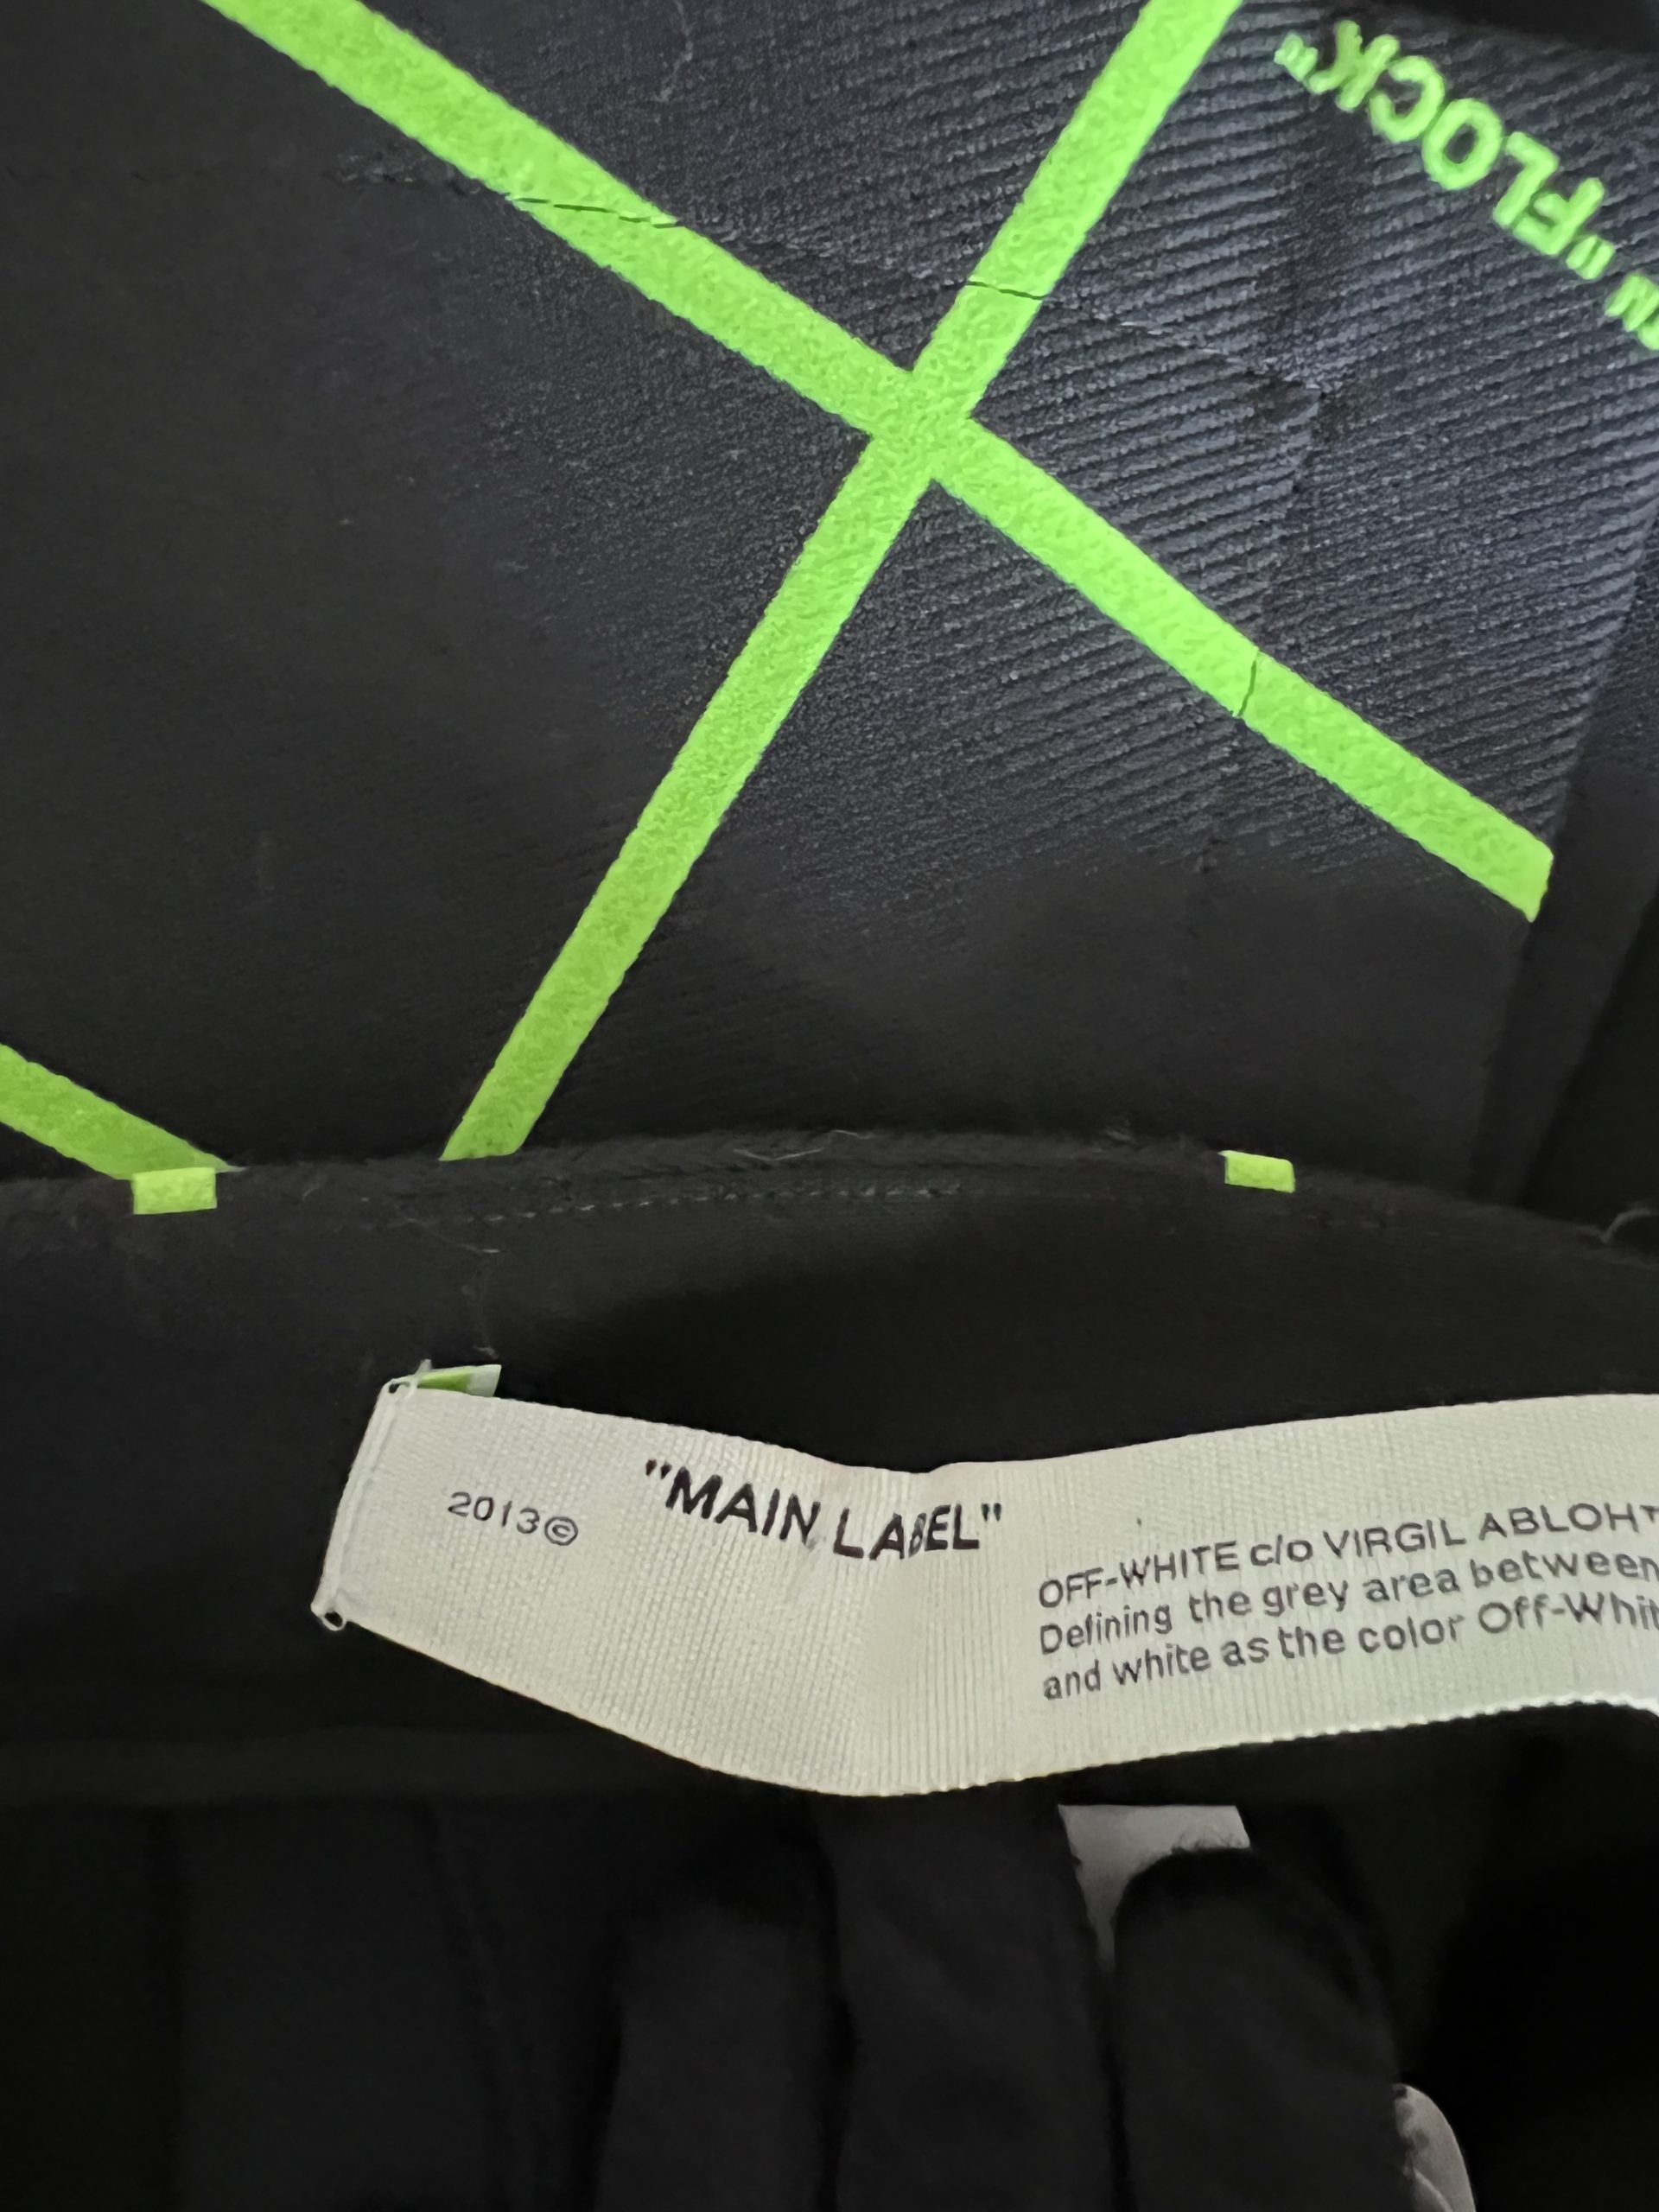 "FLOCK"
2013©
"MAIN LABEL"
OFF-WHITE c/o VIRGIL ABLOH™
Defining the grey area between
and white as the color Off-Whit